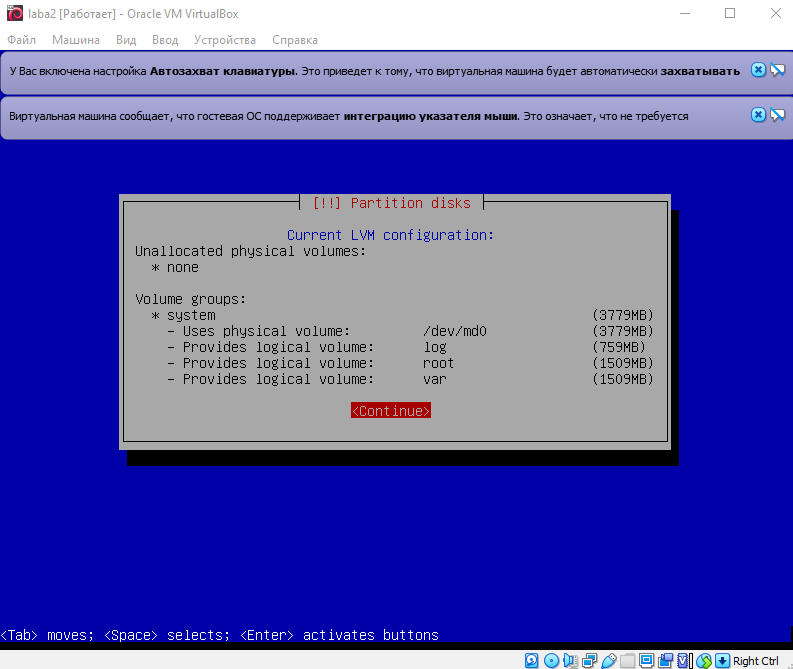 laba2 [Работает] - Oracle VM VirtualBox
Файл Машина Вид Ввод Устройства Справка
У Вас включена настройка Автозахват клавиатуры. Это приведет к тому, что виртуальная машина будет автоматически захватывать
Виртуальная машина сообщает, что гостевая ОС поддерживает интеграцию указателя мыши. Это означает, что не требуется
[!!] Partition disks
Current LVM configuration:
Unallocated physical volumes:
* none
Volume groups:
* system (3779MB)
- Uses physical volume: /dev/md0 (3779MB)
- Provides logical volume: log (759MB)
- Provides logical volume: root (1509MB)
- Provides logical volume: var (1509MB)
<Continue>
<Tab> moves; <Space> selects; <Enter> activates buttons
Right Ctrl